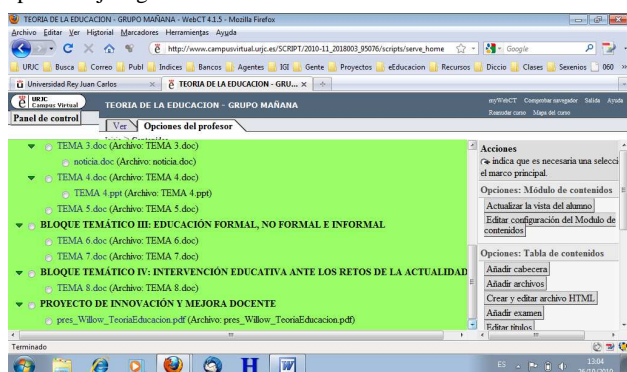 TEORIA DE LA EDUCACION - GRUPO MAÑANA - WebCT 4.1.5 - Mozilla Firefox
Archivo Editar Ver Historial Marcadores Herramientas Ayuda
http://www.campusvirtual.urjc.es/SCRIPT/2010-11_2018003_95076/scripts/serve_home
Google
URJC Busca Correo Publ Indices Bancos Agentes IGI Gente Proyectos eEducacion Recursos Diccio Clases Sexenios 060 »
Universidad Rey Juan Carlos
TEORIA DE LA EDUCACION - GRU...
URJC Campus Virtual
TEORIA DE LA EDUCACION - GRUPO MAÑANA
myWebCT Comprobar navegador Salida Ayuda
Reanudar curso Mapa del curso
Panel de control
Ver Opciones del profesor
TEMA 3.doc (Archivo: TEMA 3.doc)
noticia.doc (Archivo: noticia.doc)
TEMA 4.doc (Archivo: TEMA 4.doc)
TEMA 4.ppt (Archivo: TEMA 4.ppt)
TEMA 5.doc (Archivo: TEMA 5.doc)
BLOQUE TEMÁTICO III: EDUCACIÓN FORMAL, NO FORMAL E INFORMAL
TEMA 6.doc (Archivo: TEMA 6.doc)
TEMA 7.doc (Archivo: TEMA 7.doc)
BLOQUE TEMÁTICO IV: INTERVENCIÓN EDUCATIVA ANTE LOS RETOS DE LA ACTUALIDAD
TEMA 8.doc (Archivo: TEMA 8.doc)
PROYECTO DE INNOVACIÓN Y MEJORA DOCENTE
pres_Willow_TeoriaEducacion.pdf (Archivo: pres_Willow_TeoriaEducacion.pdf)
Acciones
indica que es necesaria una selecci
el marco principal.
Opciones: Módulo de contenidos
Actualizar la vista del alumno
Editar configuración del Modulo de
contenidos
Opciones: Tabla de contenidos
Añadir cabecera
Añadir archivos
Crear y editar archivo HTML
Añadir examen
Editar títulos
Terminado
ES
13:04
26/10/2010